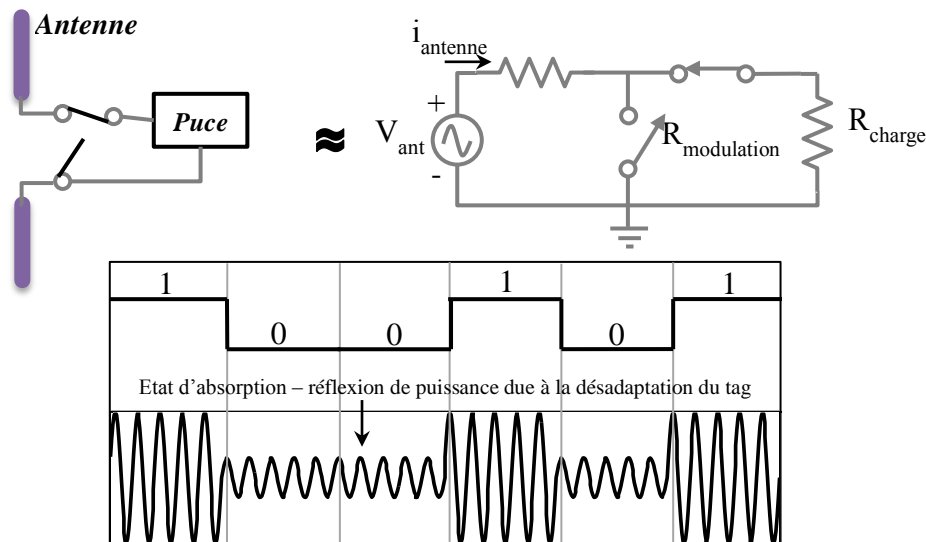 Antenne
Puce
≈
i antenne
+
V ant
-
R modulation
R charge
1
0
0
1
0
1
Etat d’absorption – réflexion de puissance due à la désadaptation du tag